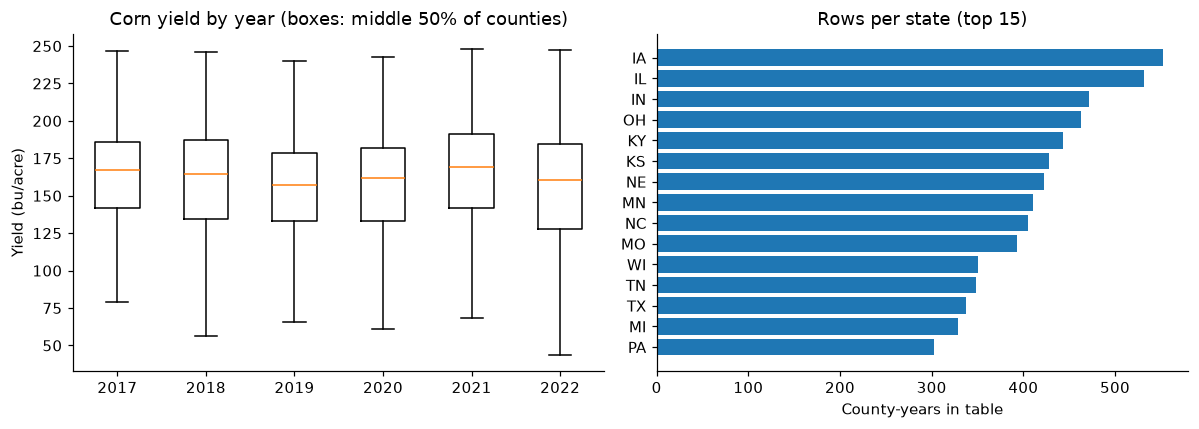 Corn yield by year (boxes: middle 50% of counties)
Yield (bu/acre)
250
225
200
175
150
125
100
75
50
2017 2018 2019 2020 2021 2022
Rows per state (top 15)
IA
IL
IN
OH
KY
KS
NE
MN
NC
MO
WI
TN
TX
MI
PA
0 100 200 300 400 500
County-years in table